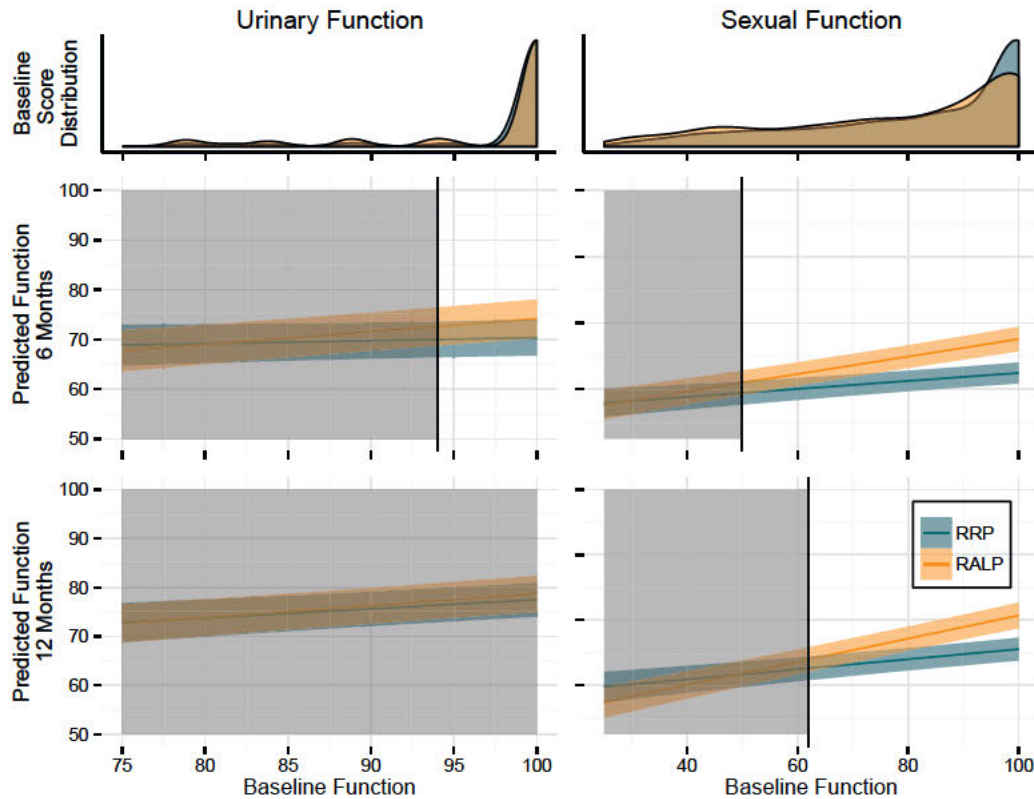 Urinary Function
Sexual Function
Baseline
Score
Distribution
Predicted Function
6 Months
100
90
80
70
60
50
Predicted Function
12 Months
100
90
80
70
60
50
RRP
RALP
75
80
85
90
95
100
40
60
80
100
Baseline Function
Baseline Function